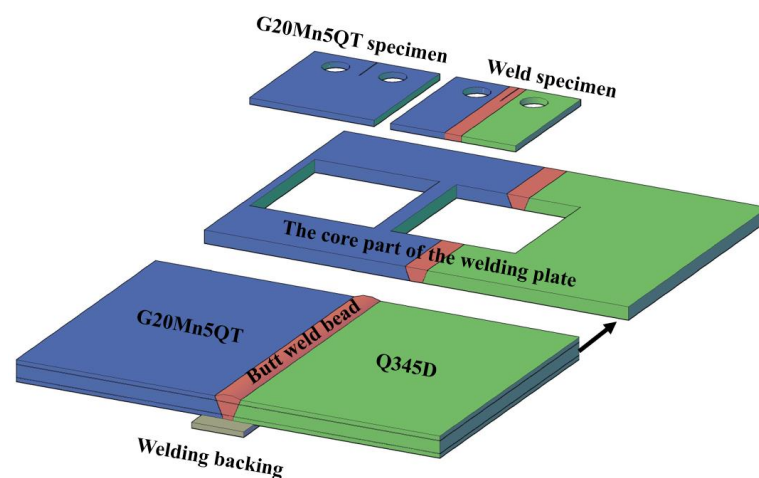 G20Mn5QT specimen
Weld specimen
The core part of the welding plate
G20Mn5QT
Butt weld bead
Q345D
Welding backing